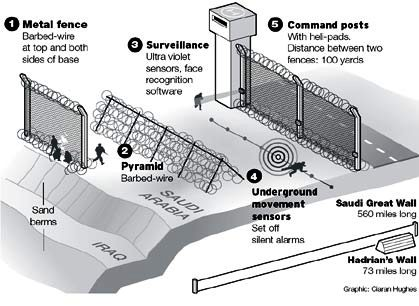 1 Metal fence
Barbed-wire
at top and both
sides of base
3 Surveillance
Ultra violet
sensors, face
recognition
software
5 Command posts
With heli-pads.
Distance between two
fences: 100 yards
2
Pyramid
Barbed-wire
4
Underground
movement
sensors
Set off
silent alarms
Sand
berms
SAUDI
ARABIA
IRAQ
Saudi Great Wall
560 miles long
Hadrian's Wall
73 miles long
Graphic: Ciaran Hughes